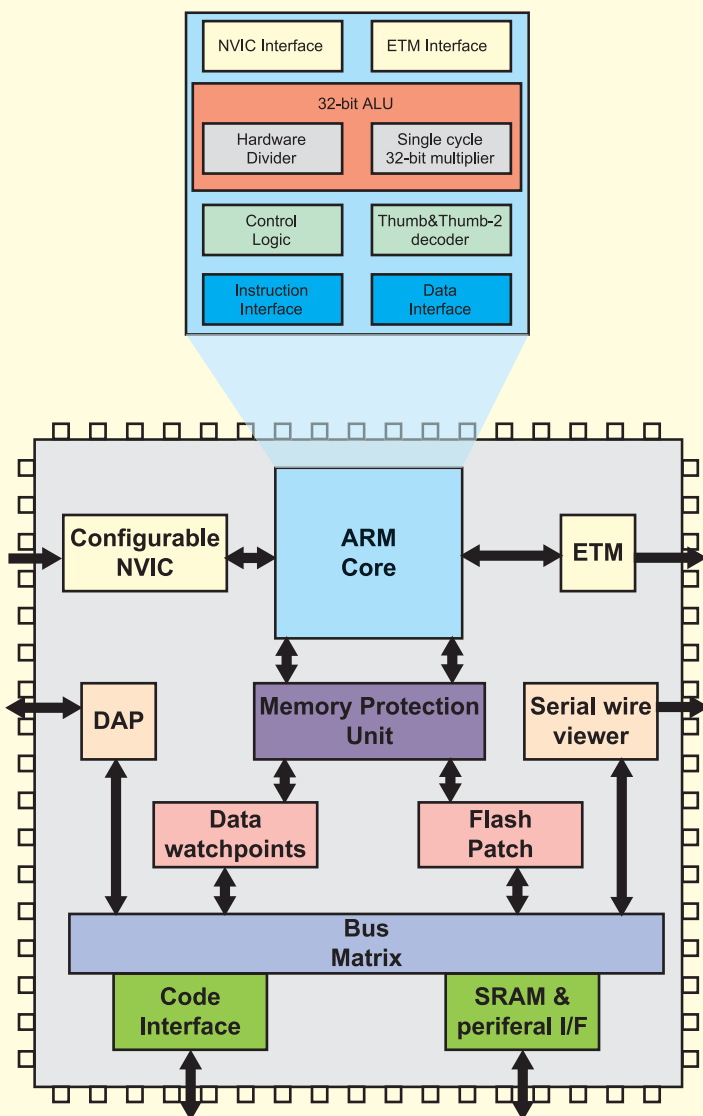 NVIC Interface
ETM Interface
32-bit ALU
Hardware
Divider
Single cycle
32-bit multiplier
Control
Logic
Thumb&Thumb-2
decoder
Instruction
Interface
Data
Interface
Configurable
NVIC
ARM
Core
ETM
DAP
Memory Protection
Unit
Serial wire
viewer
Data
watchpoints
Flash
Patch
Bus
Matrix
Code
Interface
SRAM &
periferal I/F